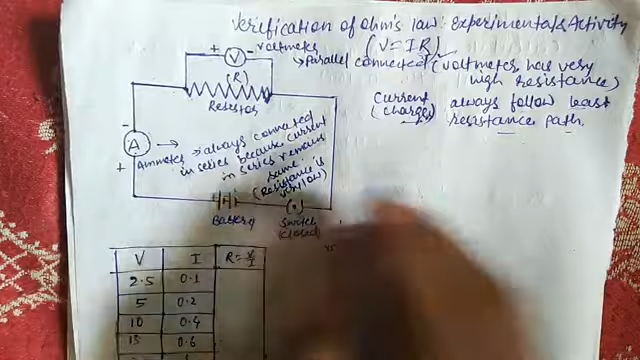 Verification of Ohm's law: Experimental Activity
(V = IR)
+ V - Voltmeter
→ Parallel connected (voltmeter has very
high resistance)
(R)
Resistor
Current always follow least
(charge) resistance path.
-
A
+
Ammeter → always connected
in series because current
in series remains
same.
(Resistance is
very low)
Battery
(•)
Switch
(closed)
V I R = V/I
2.5 0.1
5 0.2
10 0.4
15 0.6